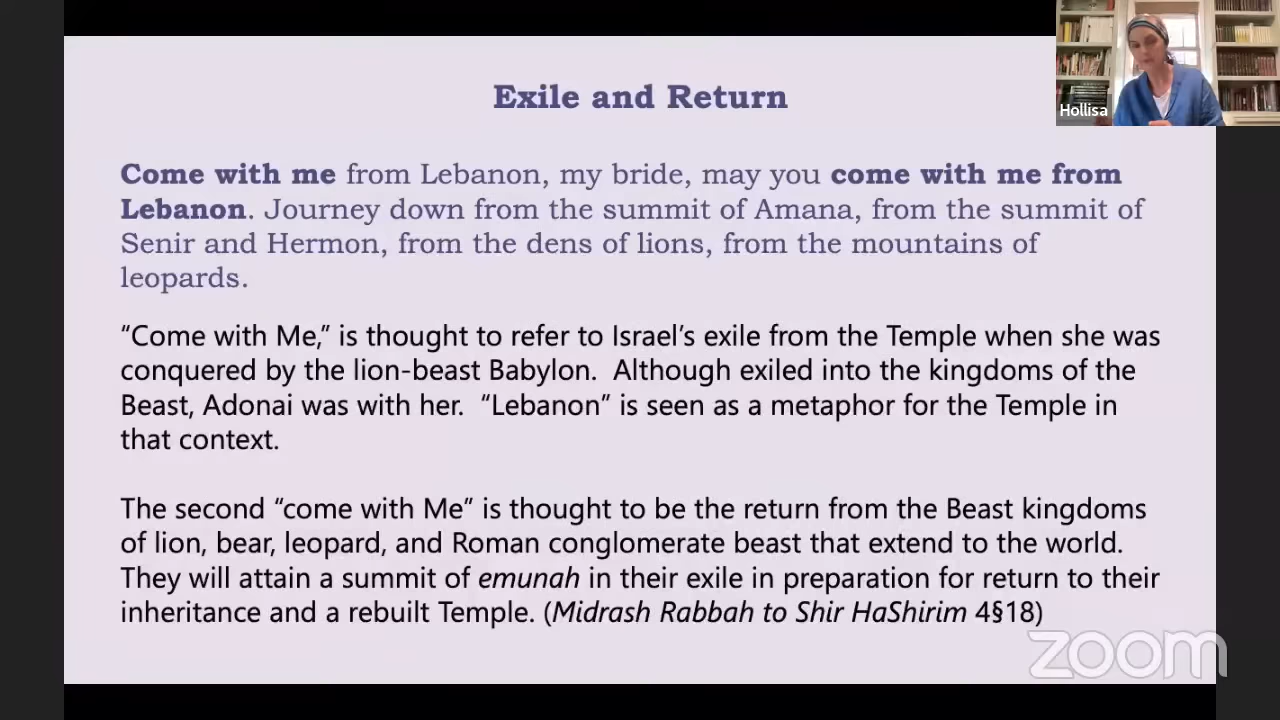 Exile and Return
Hollisa
Come with me from Lebanon, my bride, may you come with me from
Lebanon. Journey down from the summit of Amana, from the summit of
Senir and Hermon, from the dens of lions, from the mountains of
leopards.
“Come with Me,” is thought to refer to Israel’s exile from the Temple when she was
conquered by the lion-beast Babylon.  Although exiled into the kingdoms of the
Beast, Adonai was with her.  “Lebanon” is seen as a metaphor for the Temple in
that context.
The second “come with Me” is thought to be the return from the Beast kingdoms
of lion, bear, leopard, and Roman conglomerate beast that extend to the world.
They will attain a summit of emunah in their exile in preparation for return to their
inheritance and a rebuilt Temple. (Midrash Rabbah to Shir HaShirim 4§18)
zoom